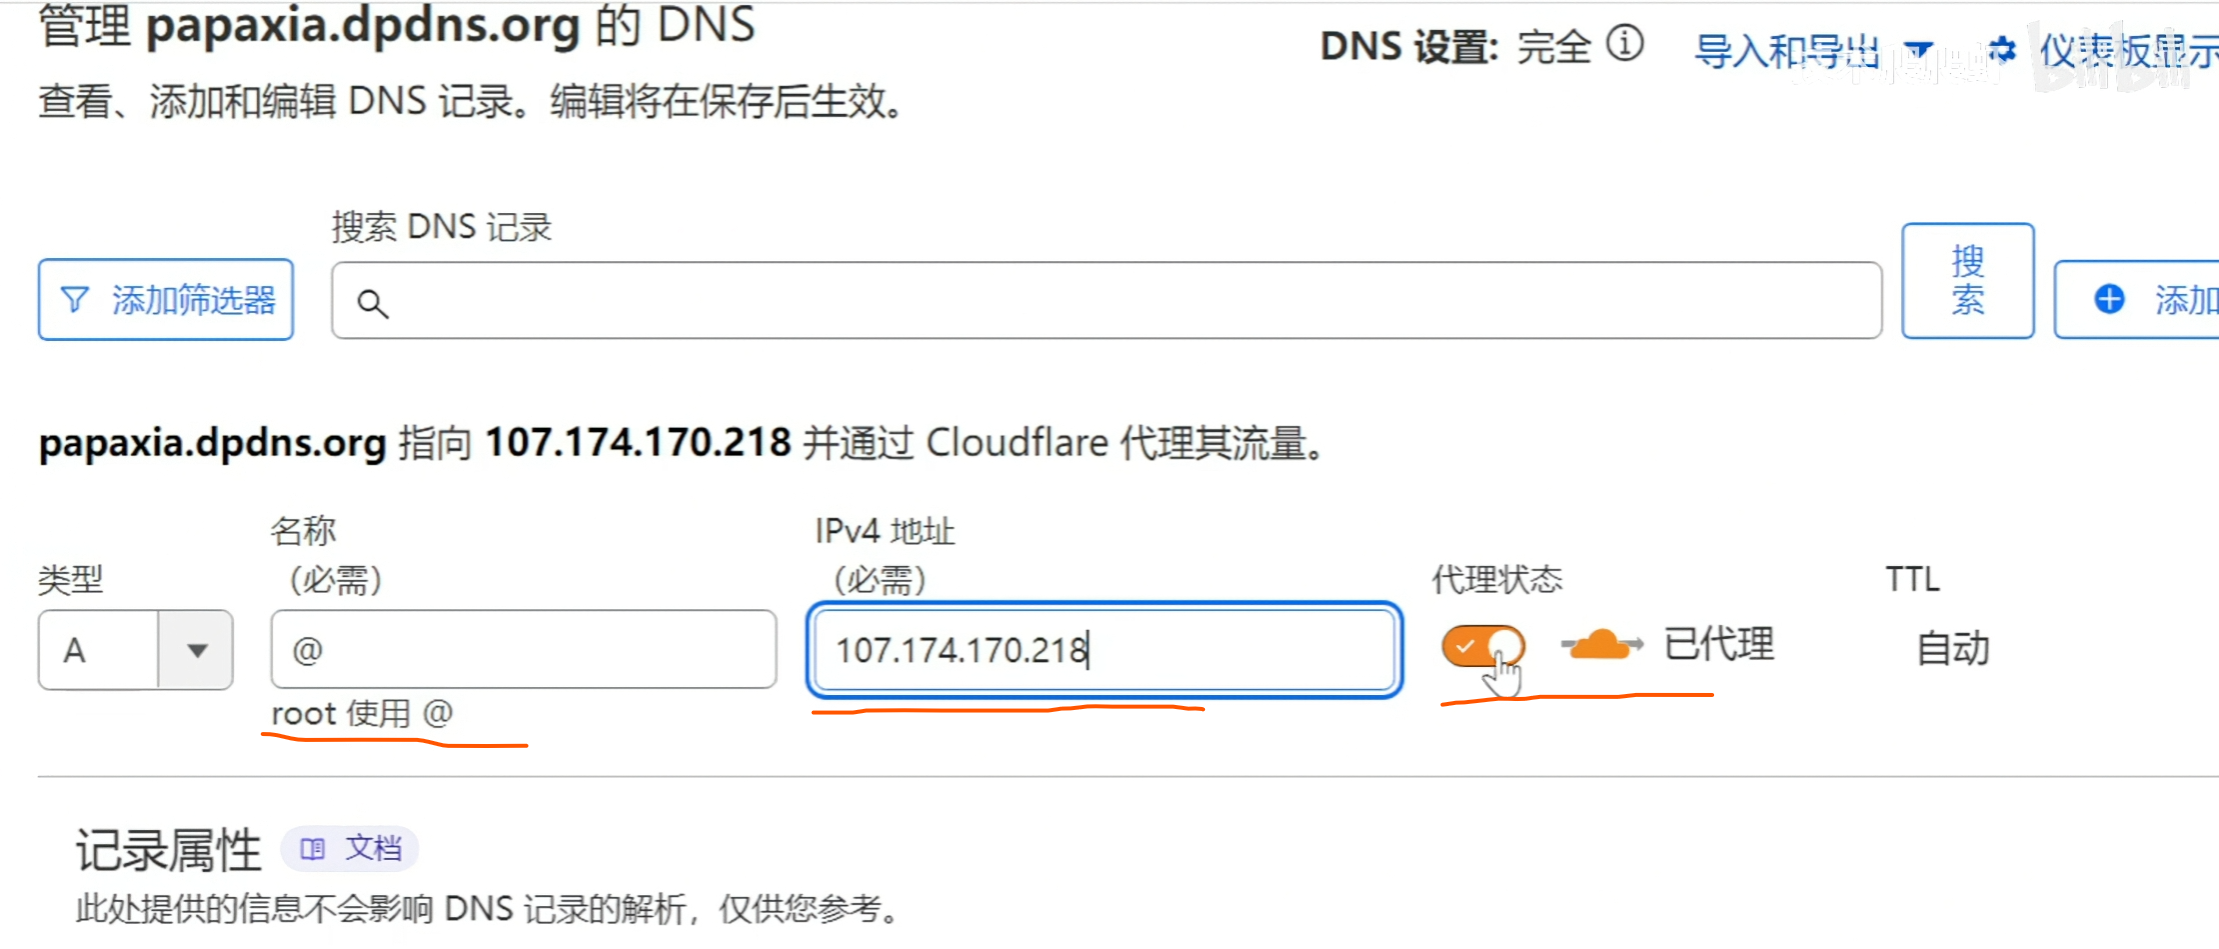 管理 papaxia.dpdns.org 的 DNS
DNS 设置: 完全
导入和导出
仪表板显示
bilibili
查看、添加和编辑 DNS 记录。编辑将在保存后生效。
搜索 DNS 记录
添加筛选器
搜
索
添加
papaxia.dpdns.org 指向 107.174.170.218 并通过 Cloudflare 代理其流量。
名称
(必需)
IPv4 地址
(必需)
类型
代理状态
TTL
A
@
107.174.170.218
已代理
自动
root 使用 @
记录属性
文档
此处提供的信息不会影响 DNS 记录的解析，仅供您参考。